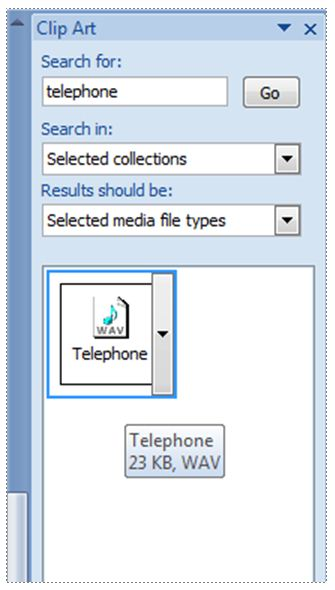 Clip Art
Search for:
telephone
Go
Search in:
Selected collections
Results should be:
Selected media file types
WAV
Telephone
Telephone
23 KB, WAV